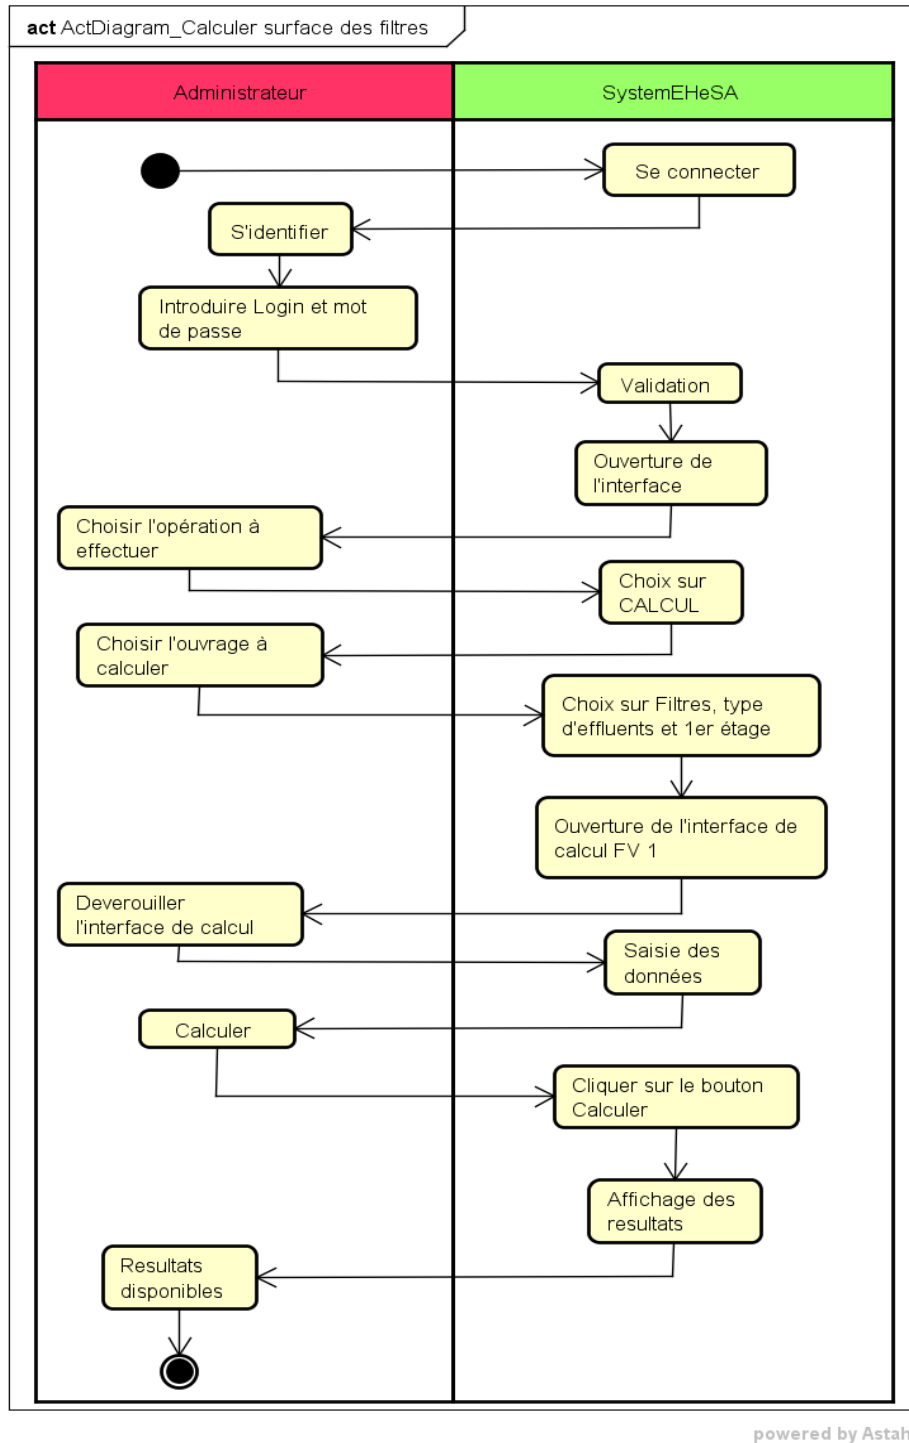 act ActDiagram_Calculer surface des filtres
Administrateur
SystemEHeSA
Se connecter
S'identifier
Introduire Login et mot
de passe
Validation
Ouverture de
l'interface
Choisir l'opération à
effectuer
Choix sur
CALCUL
Choisir l'ouvrage à
calculer
Choix sur Filtres, type
d'effluents et 1er étage
Ouverture de l'interface de
calcul FV 1
Deverouiller
l'interface de calcul
Saisie des
données
Calculer
Cliquer sur le bouton
Calculer
Affichage des
resultats
Resultats
disponibles
powered by Astah